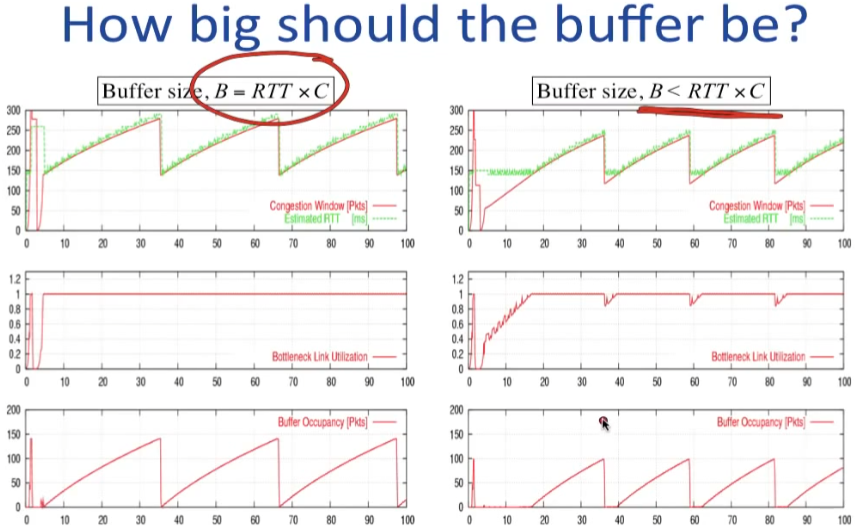 How big should the buffer be?
Buffer size, B = RTT × C
Buffer size, B < RTT × C
300
250
200
150
100
50
0
Congestion Window [Pkts]
Estimated RTT [ms]
0 10 20 30 40 50 60 70 80 90 100
300
250
200
150
100
50
0
Congestion Window [Pkts]
Estimated RTT [ms]
0 10 20 30 40 50 60 70 80 90 100
1.2
1
0.8
0.6
0.4
0.2
0
Bottleneck Link Utilization
0 10 20 30 40 50 60 70 80 90 100
1.2
1
0.8
0.6
0.4
0.2
0
Bottleneck Link Utilization
0 10 20 30 40 50 60 70 80 90 100
200
150
100
50
0
Buffer Occupancy [Pkts]
0 10 20 30 40 50 60 70 80 90 100
200
150
100
50
0
Buffer Occupancy [Pkts]
0 10 20 30 40 50 60 70 80 90 100